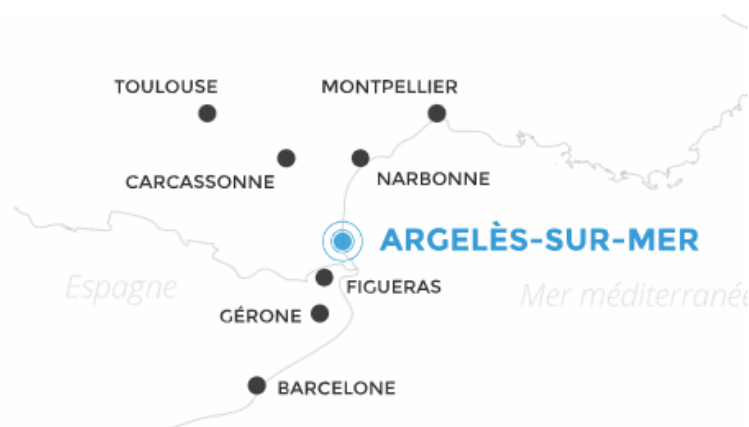 TOULOUSE
MONTPELLIER
CARCASSONNE
NARBONNE
ARGELÈS-SUR-MER
Espagne
FIGUERAS
Mer méditerranée
GÉRONE
BARCELONE